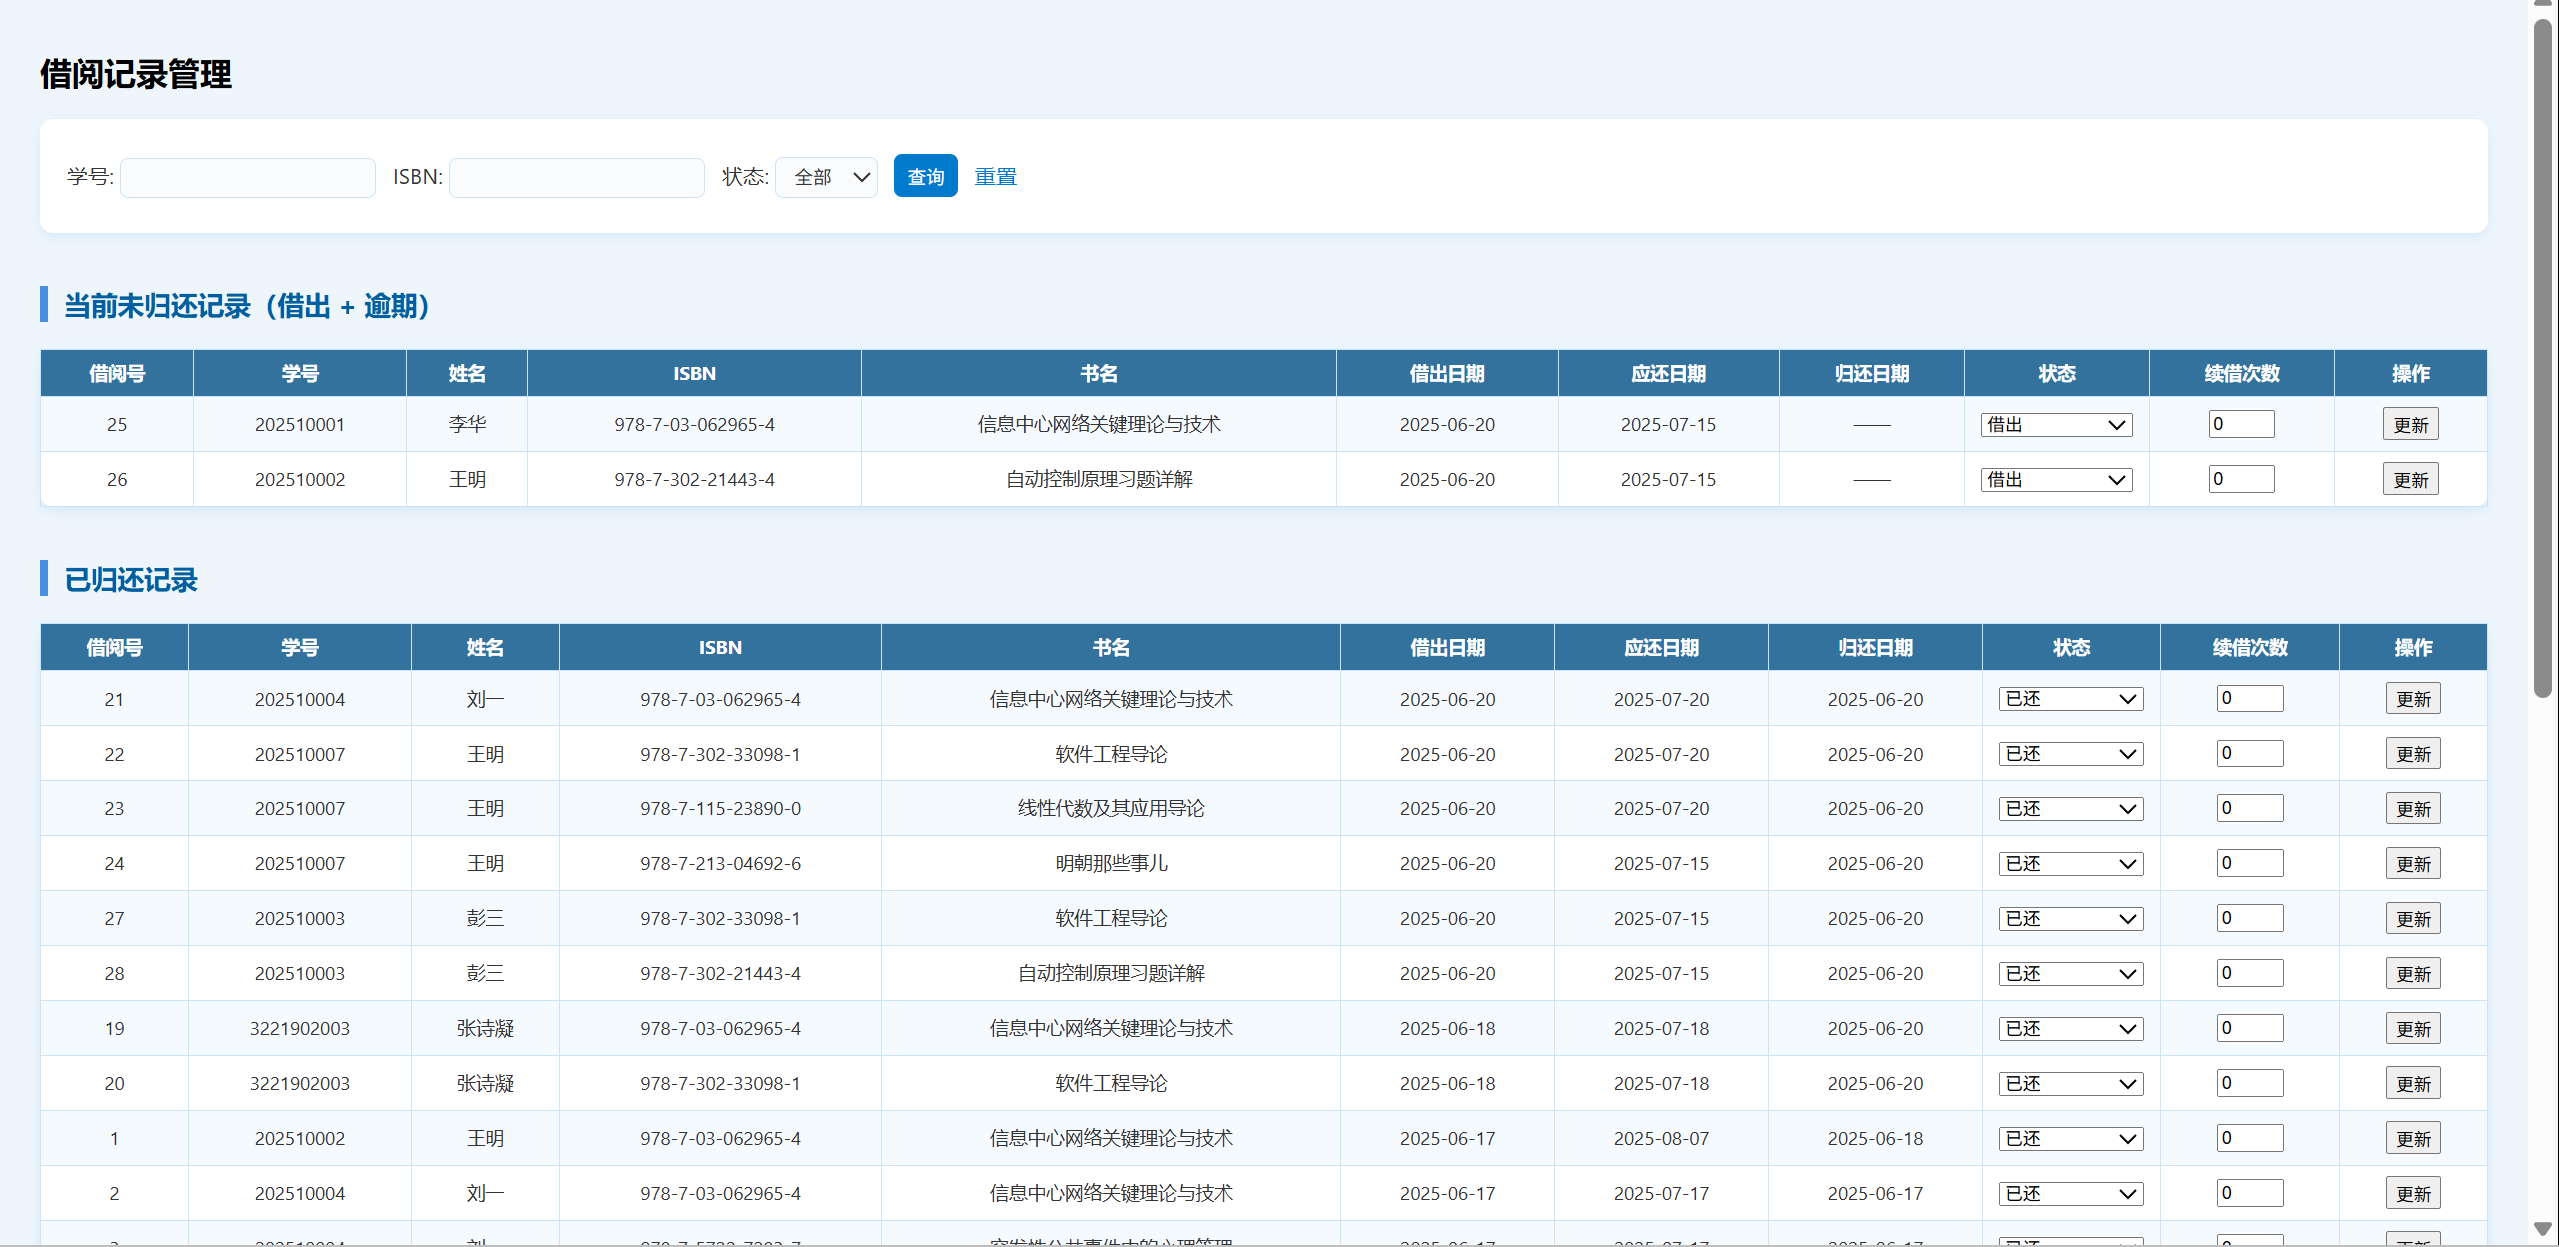 借阅记录管理
学号: ISBN: 状态: 全部 查询 重置
当前未归还记录（借出 + 逾期）
借阅号 学号 姓名 ISBN 书名 借出日期 应还日期 归还日期 状态 续借次数 操作
25 202510001 李华 978-7-03-062965-4 信息中心网络关键理论与技术 2025-06-20 2025-07-15 —— 借出 0 更新
26 202510002 王明 978-7-302-21443-4 自动控制原理习题详解 2025-06-20 2025-07-15 —— 借出 0 更新
已归还记录
借阅号 学号 姓名 ISBN 书名 借出日期 应还日期 归还日期 状态 续借次数 操作
21 202510004 刘一 978-7-03-062965-4 信息中心网络关键理论与技术 2025-06-20 2025-07-20 2025-06-20 已还 0 更新
22 202510007 王明 978-7-302-33098-1 软件工程导论 2025-06-20 2025-07-20 2025-06-20 已还 0 更新
23 202510007 王明 978-7-115-23890-0 线性代数及其应用导论 2025-06-20 2025-07-20 2025-06-20 已还 0 更新
24 202510007 王明 978-7-213-04692-6 明朝那些事儿 2025-06-20 2025-07-15 2025-06-20 已还 0 更新
27 202510003 彭三 978-7-302-33098-1 软件工程导论 2025-06-20 2025-07-15 2025-06-20 已还 0 更新
28 202510003 彭三 978-7-302-21443-4 自动控制原理习题详解 2025-06-20 2025-07-15 2025-06-20 已还 0 更新
19 3221902003 张诗凝 978-7-03-062965-4 信息中心网络关键理论与技术 2025-06-18 2025-07-18 2025-06-20 已还 0 更新
20 3221902003 张诗凝 978-7-302-33098-1 软件工程导论 2025-06-18 2025-07-18 2025-06-20 已还 0 更新
1 202510002 王明 978-7-03-062965-4 信息中心网络关键理论与技术 2025-06-17 2025-08-07 2025-06-18 已还 0 更新
2 202510004 刘一 978-7-03-062965-4 信息中心网络关键理论与技术 2025-06-17 2025-07-17 2025-06-17 已还 0 更新